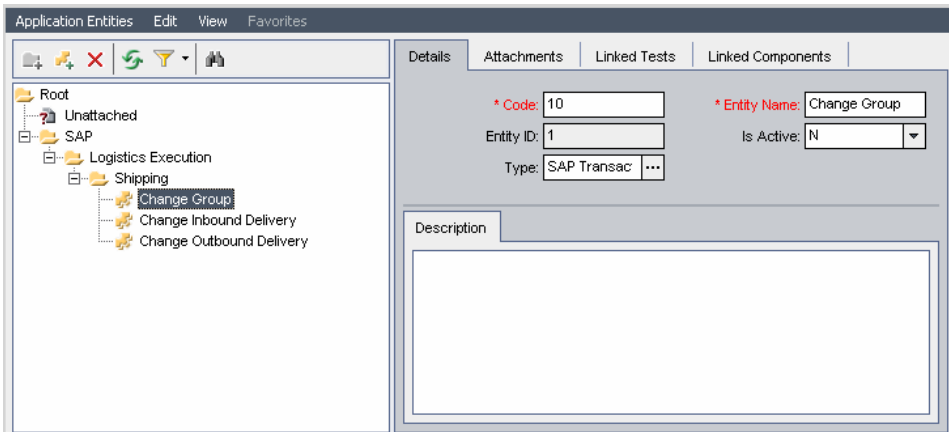 Application Entities Edit View Favorites
Details Attachments Linked Tests Linked Components
Root
Unattached
SAP
Logistics Execution
Shipping
Change Group
Change Inbound Delivery
Change Outbound Delivery
* Code: 10 * Entity Name: Change Group
Entity ID: 1 Is Active: N
Type: SAP Transac ...
Description